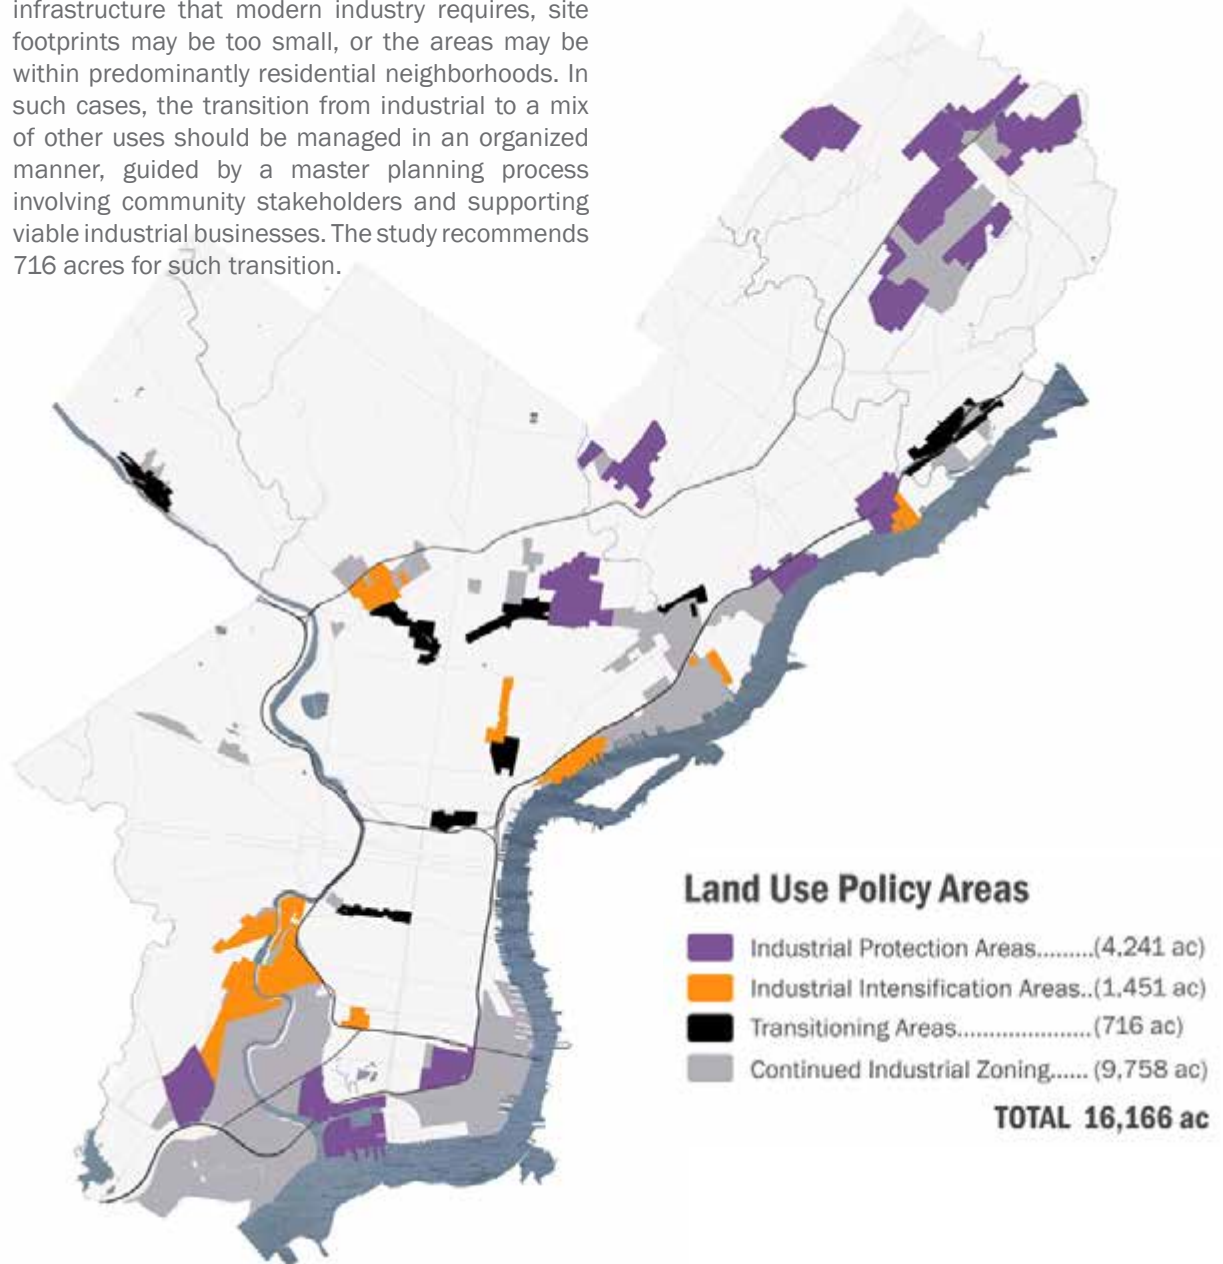 infrastructure that modern industry requires, site
footprints may be too small, or the areas may be
within predominantly residential neighborhoods. In
such cases, the transition from industrial to a mix
of other uses should be managed in an organized
manner, guided by a master planning process
involving community stakeholders and supporting
viable industrial businesses. The study recommends
716 acres for such transition.
Land Use Policy Areas
Industrial Protection Areas.........(4,241 ac)
Industrial Intensification Areas..(1,451 ac)
Transitioning Areas......................(716 ac)
Continued Industrial Zoning...... (9,758 ac)
TOTAL 16,166 ac